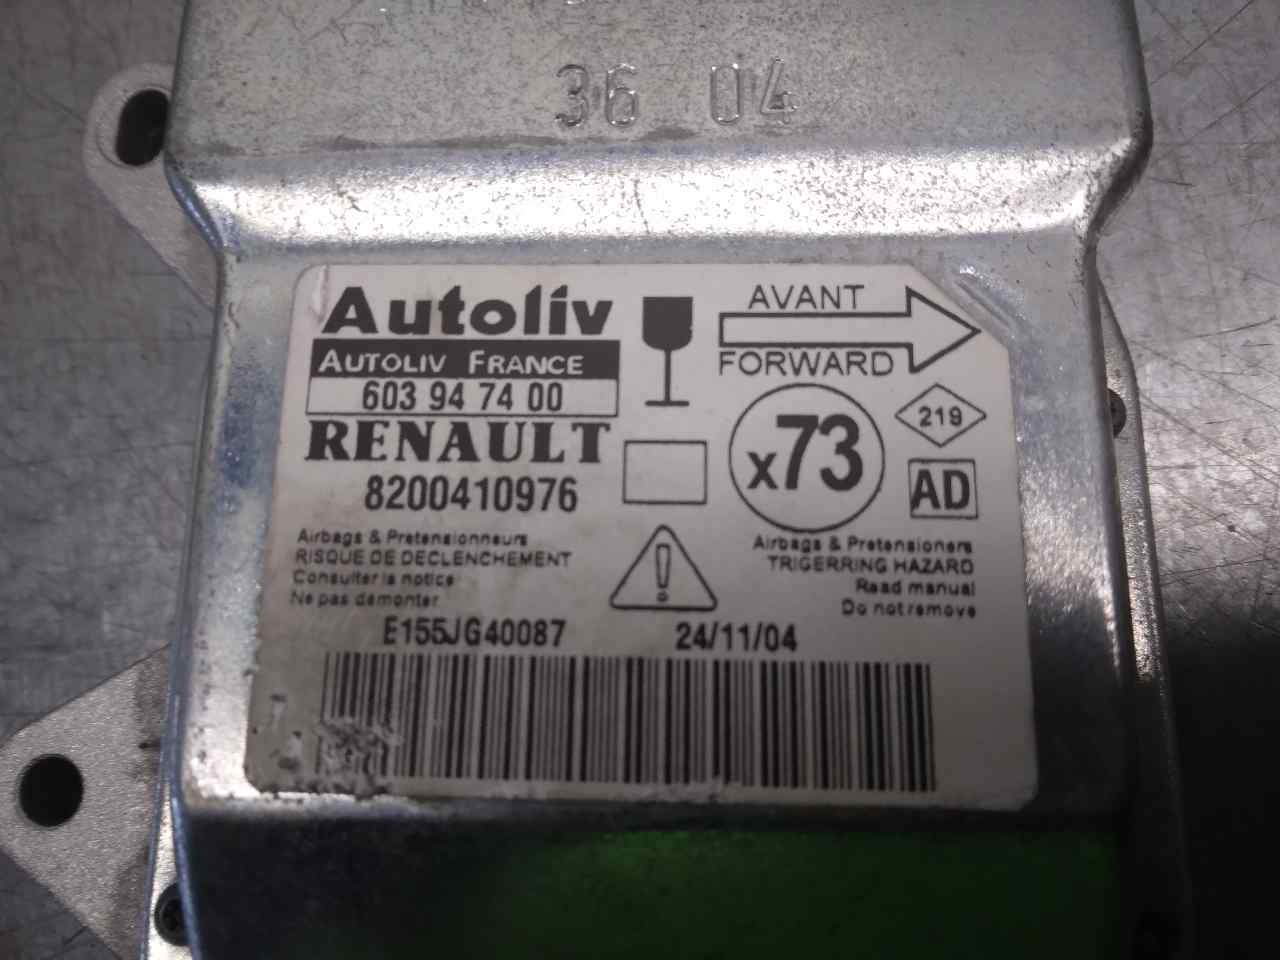 36 04
Autoliv
AUTOLIV FRANCE
603 94 74 00
RENAULT
8200410976
AVANT
FORWARD
x73
219
AD
Airbags & Pretensionneurs
RISQUE DE DECLENCHEMENT
Consulter la notice
Ne pas démonter
Airbags & Pretensioners
TRIGERRING HAZARD
Read manual
Do not remove
E155JG40087 24/11/04